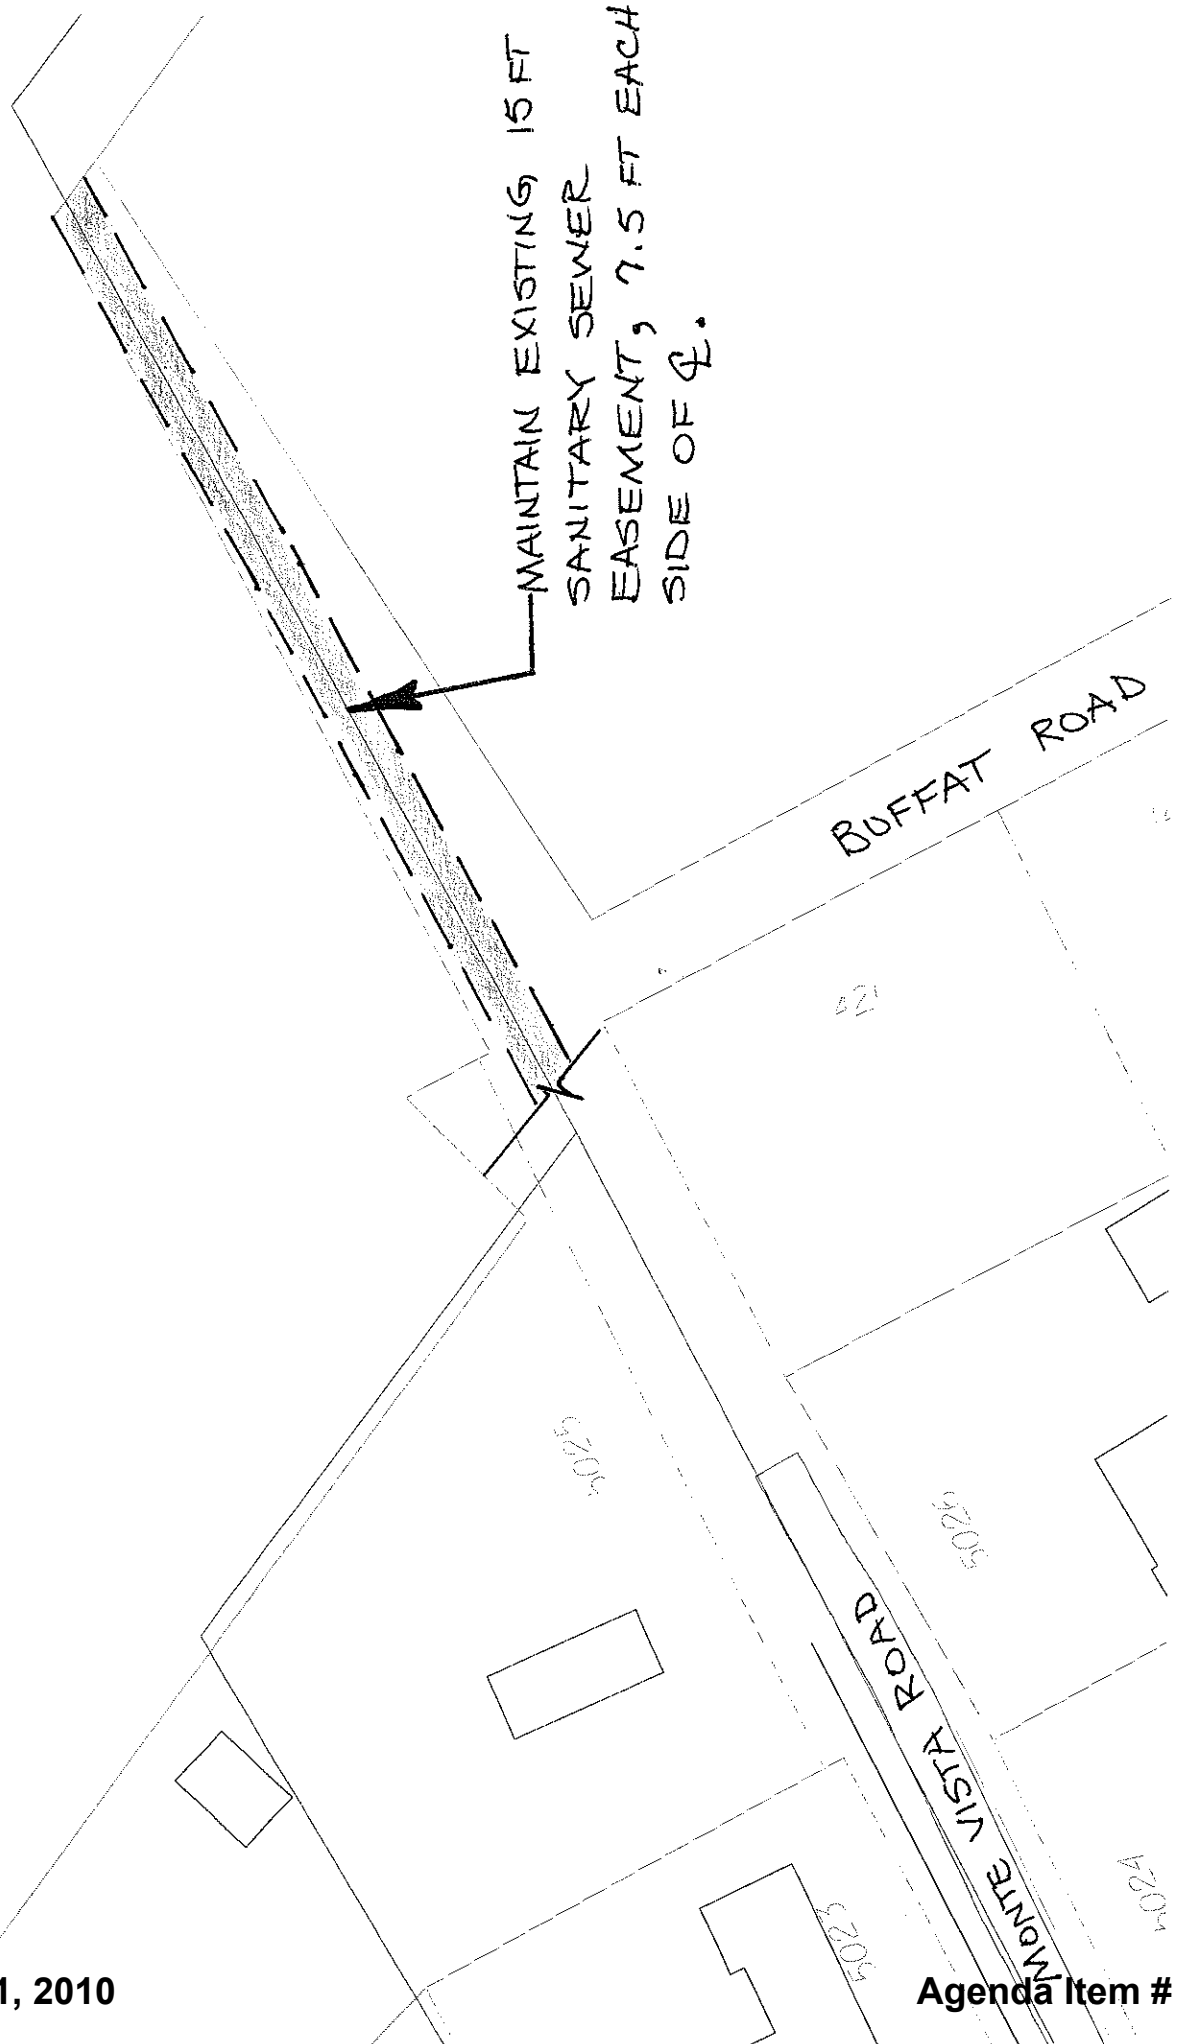 MAINTAIN EXISTING, 15 FT
SANITARY SEWER
EASEMENT, 7.5 FT EACH
SIDE OF ℄.
BUFFAT ROAD
5025
5026
MONTE VISTA ROAD
5023
5024
1, 2010
Agenda Item #